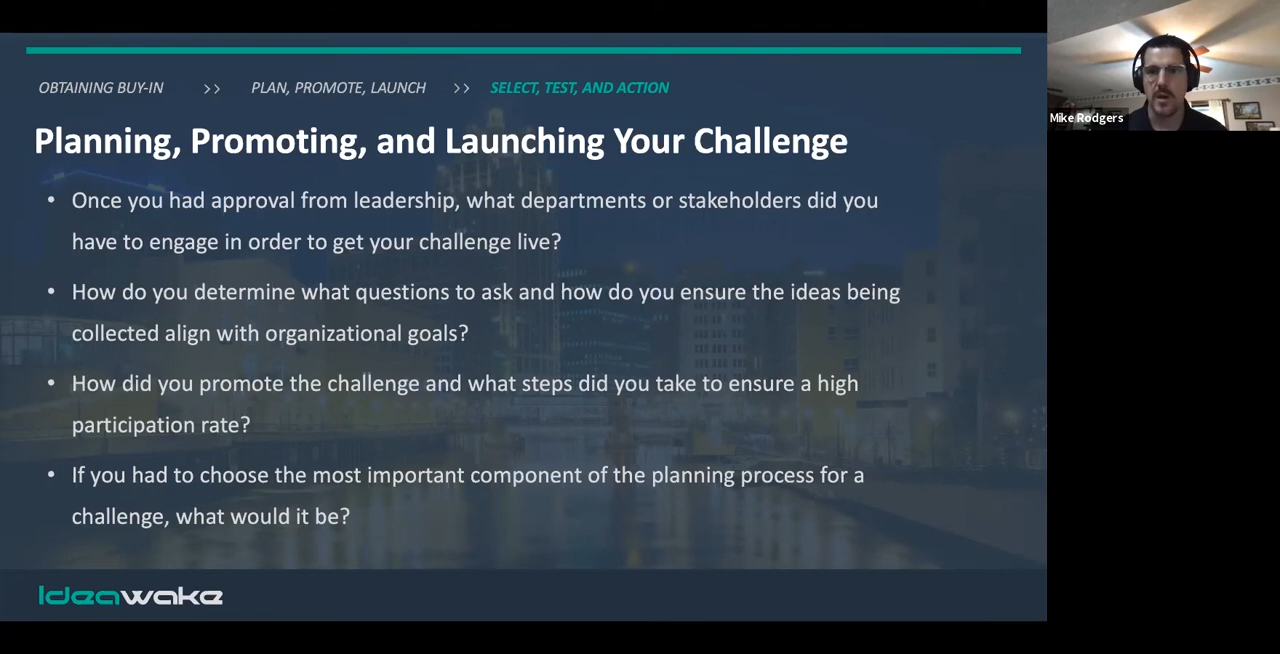 OBTAINING BUY-IN >> PLAN, PROMOTE, LAUNCH >> SELECT, TEST, AND ACTION
Mike Rodgers
Planning, Promoting, and Launching Your Challenge
• Once you had approval from leadership, what departments or stakeholders did you
have to engage in order to get your challenge live?
• How do you determine what questions to ask and how do you ensure the ideas being
collected align with organizational goals?
• How did you promote the challenge and what steps did you take to ensure a high
participation rate?
• If you had to choose the most important component of the planning process for a
challenge, what would it be?
Ideawake